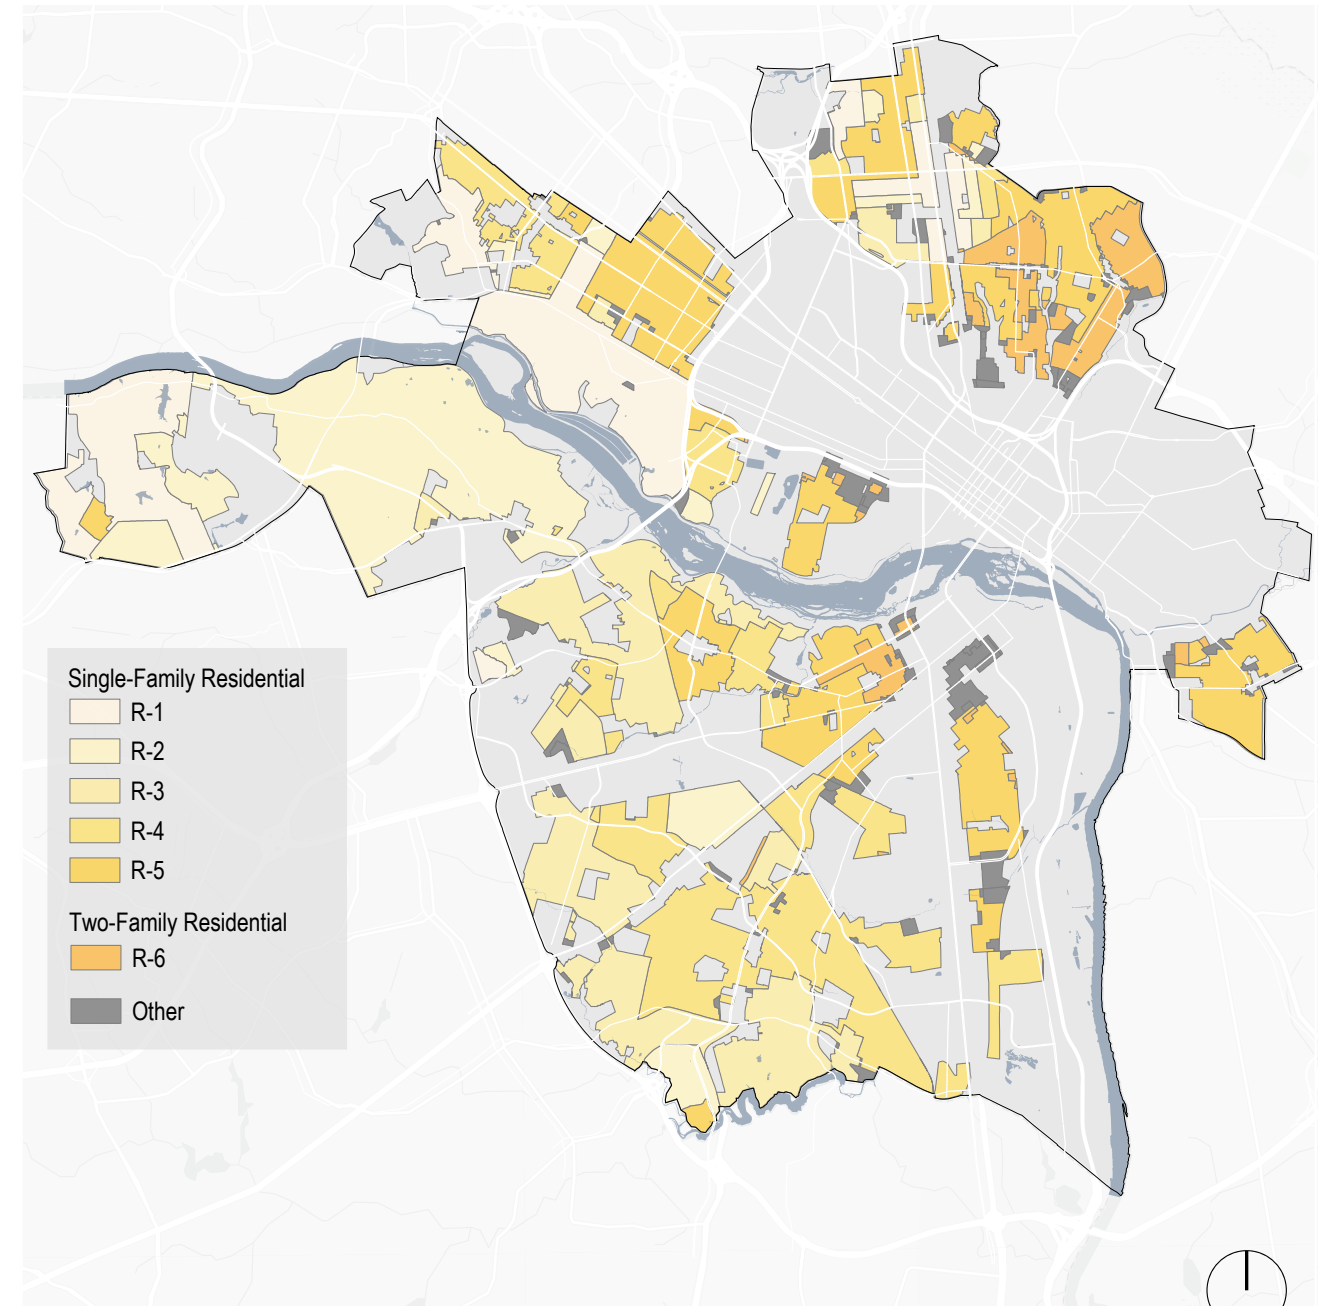 Single-Family Residential
R-1
R-2
R-3
R-4
R-5
Two-Family Residential
R-6
Other